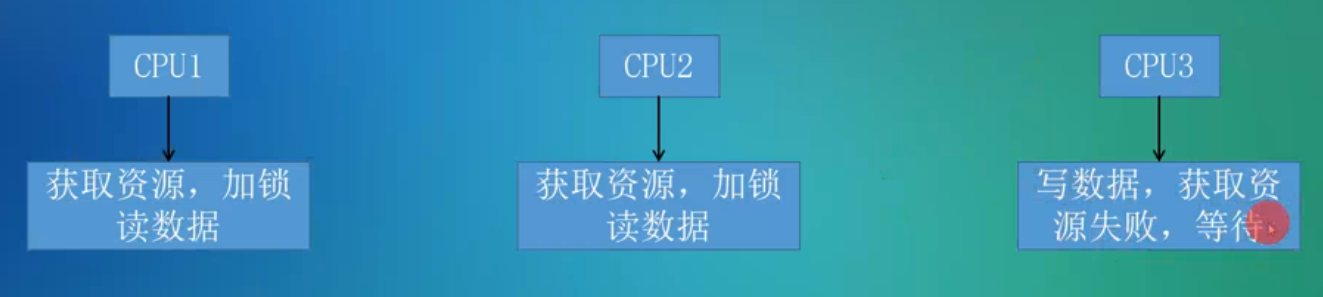 CPU1
CPU2
CPU3
获取资源，加锁
读数据
获取资源，加锁
读数据
写数据，获取资
源失败，等待